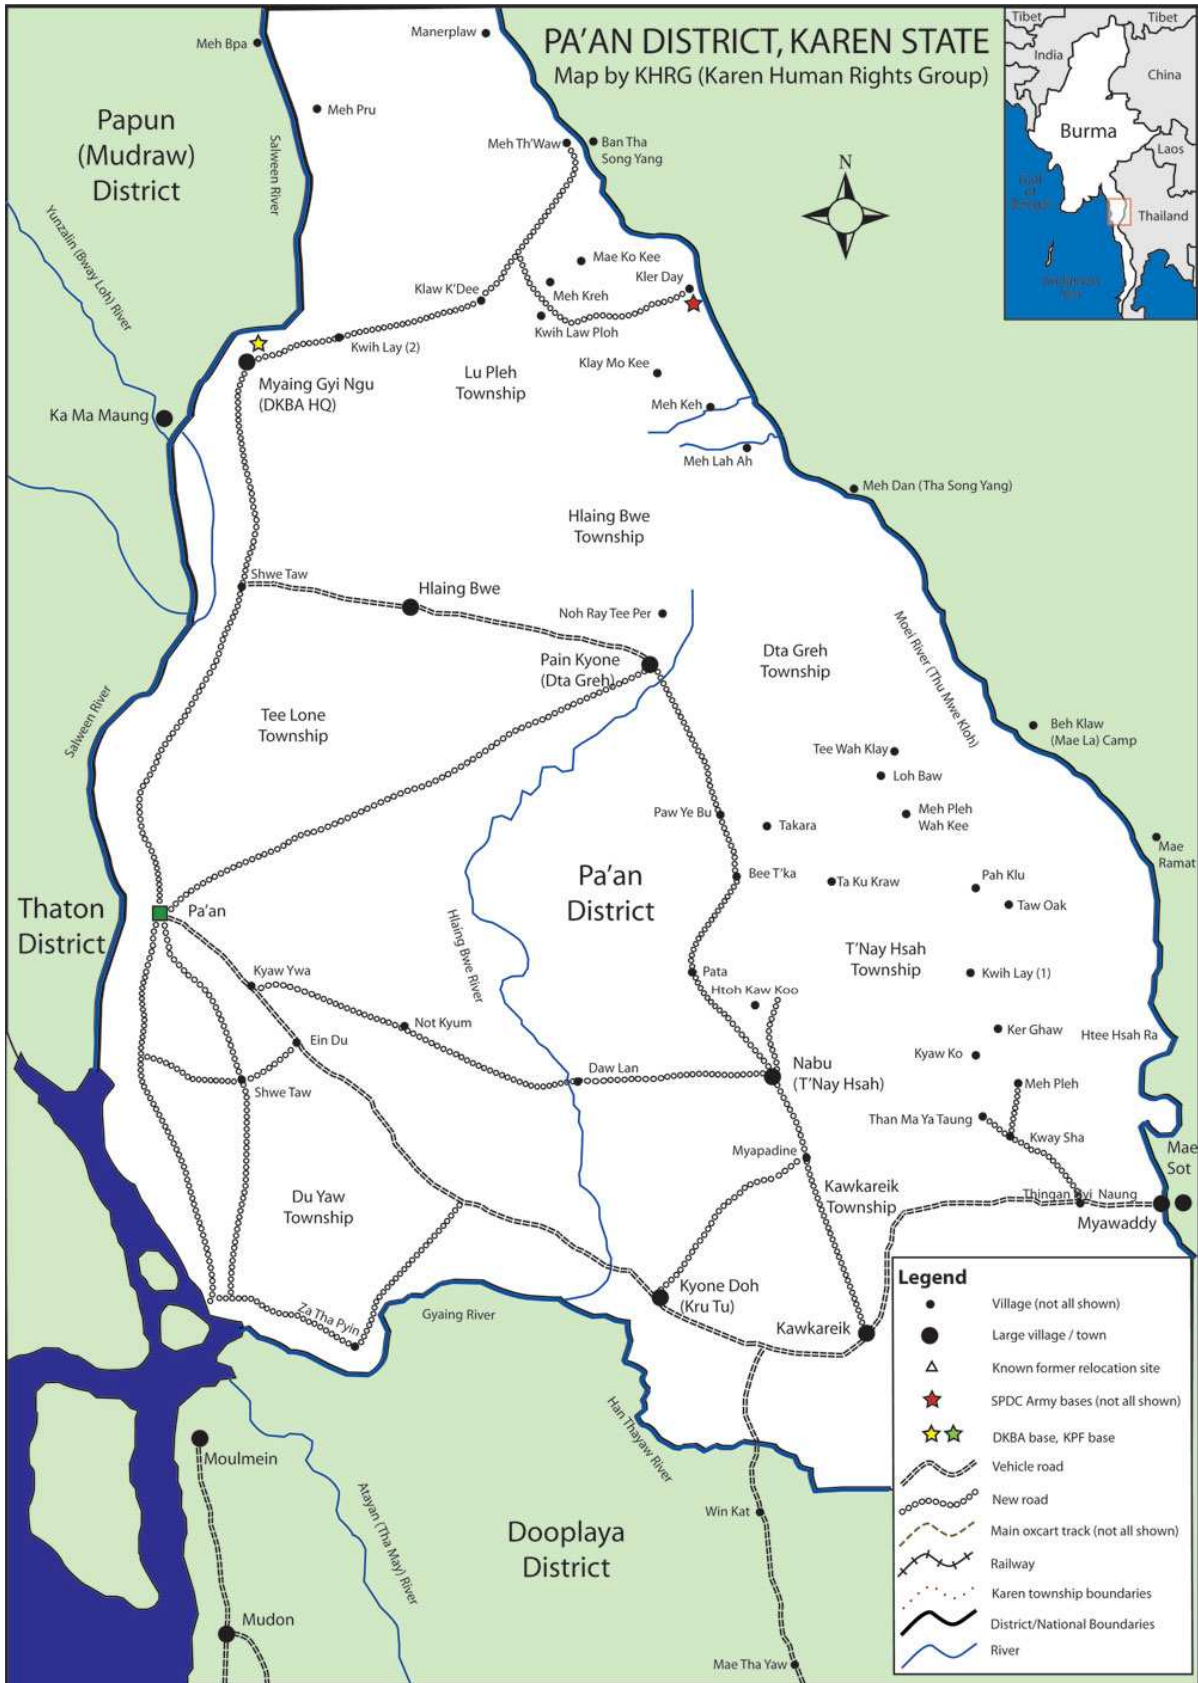 PA'AN DISTRICT, KAREN STATE
Map by KHRG (Karen Human Rights Group)
Tibet
Tibet
India
China
Burma
Laos
Thailand
Meh Bpa
Manerplaw
Meh Pru
Papun
(Mudraw)
District
Salween River
Meh Th'Waw
Ban Tha
Song Yang
N
Yunzalin (Bway Loh) River
Mae Ko Kee
Kler Day
Klaw K'Dee
Meh Kreh
Kwih Law Ploh
Kwih Lay (2)
Klay Mo Kee
Lu Pleh
Township
Myaing Gyi Ngu
(DKBA HQ)
Ka Ma Maung
Meh Keh
Meh Lah Ah
Meh Dan (Tha Song Yang)
Hlaing Bwe
Township
Shwe Taw
Hlaing Bwe
Noh Ray Tee Per
Moei River (Thu Mwe Kloh)
Pain Kyone
(Dta Greh)
Dta Greh
Township
Salween River
Tee Lone
Township
Beh Klaw
(Mae La) Camp
Tee Wah Klay
Loh Baw
Paw Ye Bu
Takara
Meh Pleh
Wah Kee
Mae
Ramat
Pa'an
District
Bee T'ka
Ta Ku Kraw
Pah Klu
Taw Oak
Thaton
District
Pa'an
Hlaing Bwe River
T'Nay Hsah
Township
Kyaw Ywa
Pata
Kwih Lay (1)
Htoh Kaw Koo
Not Kyum
Ein Du
Ker Ghaw
Htee Hsah Ra
Kyaw Ko
Daw Lan
Nabu
(T'Nay Hsah)
Shwe Taw
Meh Pleh
Than Ma Ya Taung
Kway Sha
Myapadine
Mae
Sot
Du Yaw
Township
Kawkareik
Township
Thingan Nyi Naung
Myawaddy
Kyone Doh
(Kru Tu)
Za Tha Pyin
Gyaing River
Kawkareik
Han Thayaw River
Moulmein
Atayan (Tha May) River
Win Kat
Dooplaya
District
Mudon
Mae Tha Yaw
Legend
Village (not all shown)
Large village / town
Known former relocation site
SPDC Army bases (not all shown)
DKBA base, KPF base
Vehicle road
New road
Main oxcart track (not all shown)
Railway
Karen township boundaries
District/National Boundaries
River